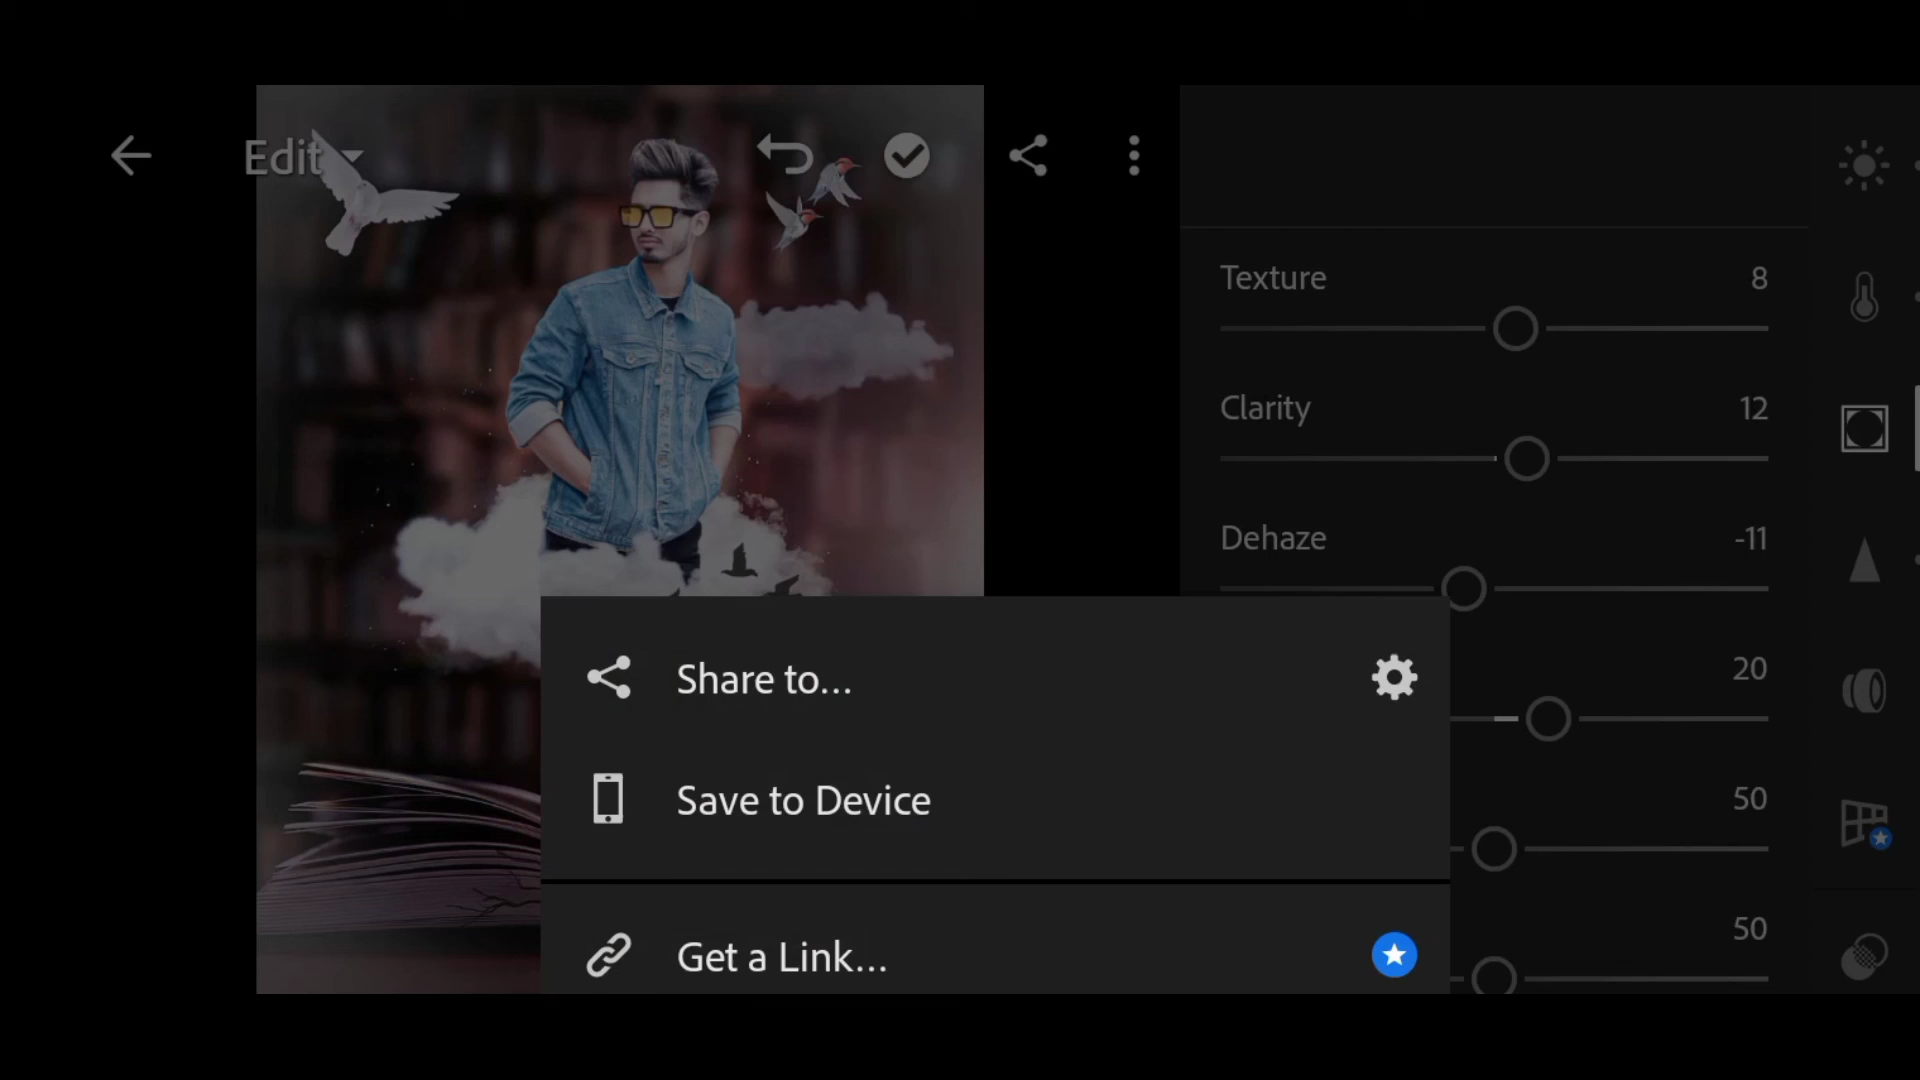 Edit
Texture 8
Clarity 12
Dehaze -11
20
50
50
Share to...
Save to Device
Get a Link...